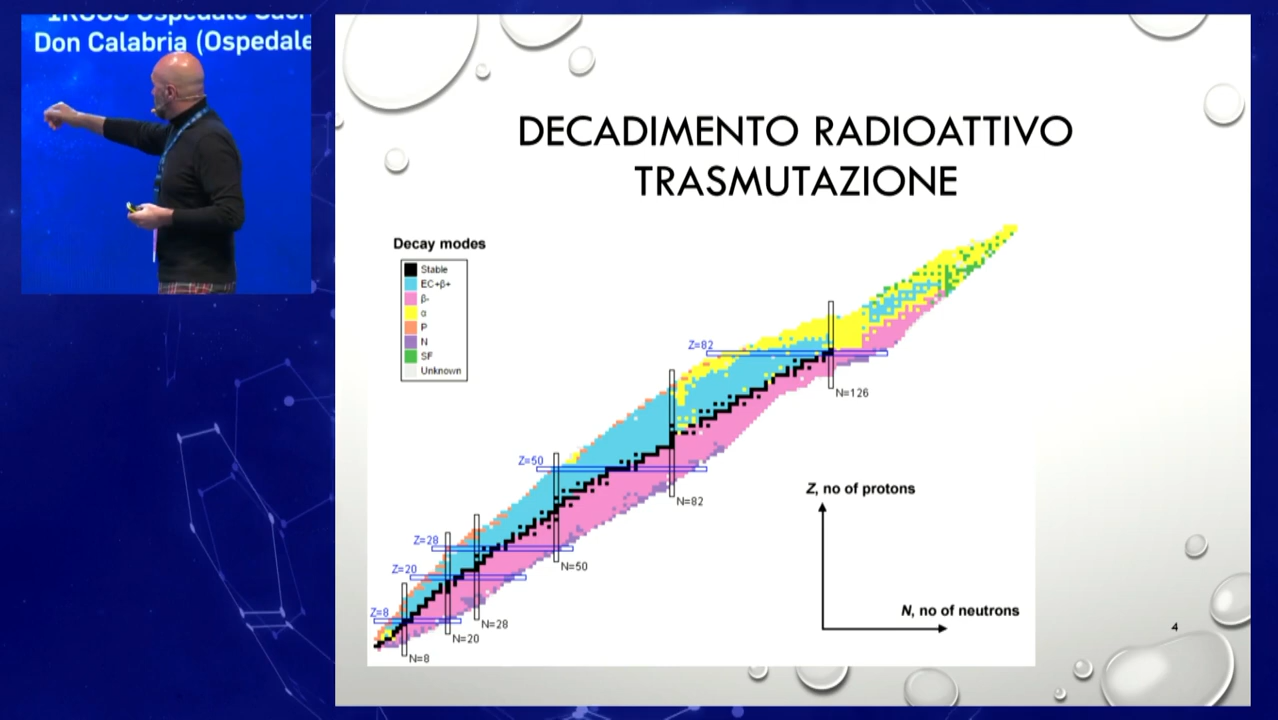 Don Calabria (Ospedale
DECADIMENTO RADIOATTIVO
TRASMUTAZIONE
Decay modes
Stable
EC+β+
β-
α
P
N
SF
Unknown
Z=82
N=126
Z=50
N=82
Z=28
N=50
Z=20
N=28
Z=8
N=20
N=8
Z, no of protons
N, no of neutrons
4